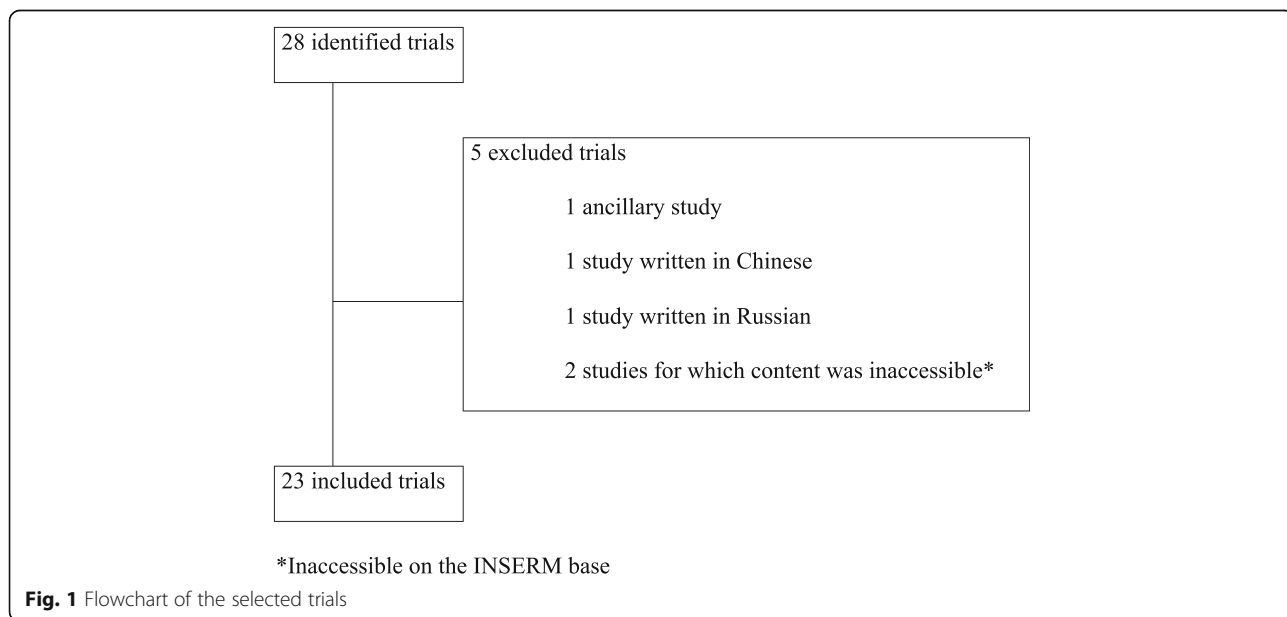 28 identified trials
5 excluded trials
1 ancillary study
1 study written in Chinese
1 study written in Russian
2 studies for which content was inaccessible*
23 included trials
*Inaccessible on the INSERM base
Fig. 1 Flowchart of the selected trials